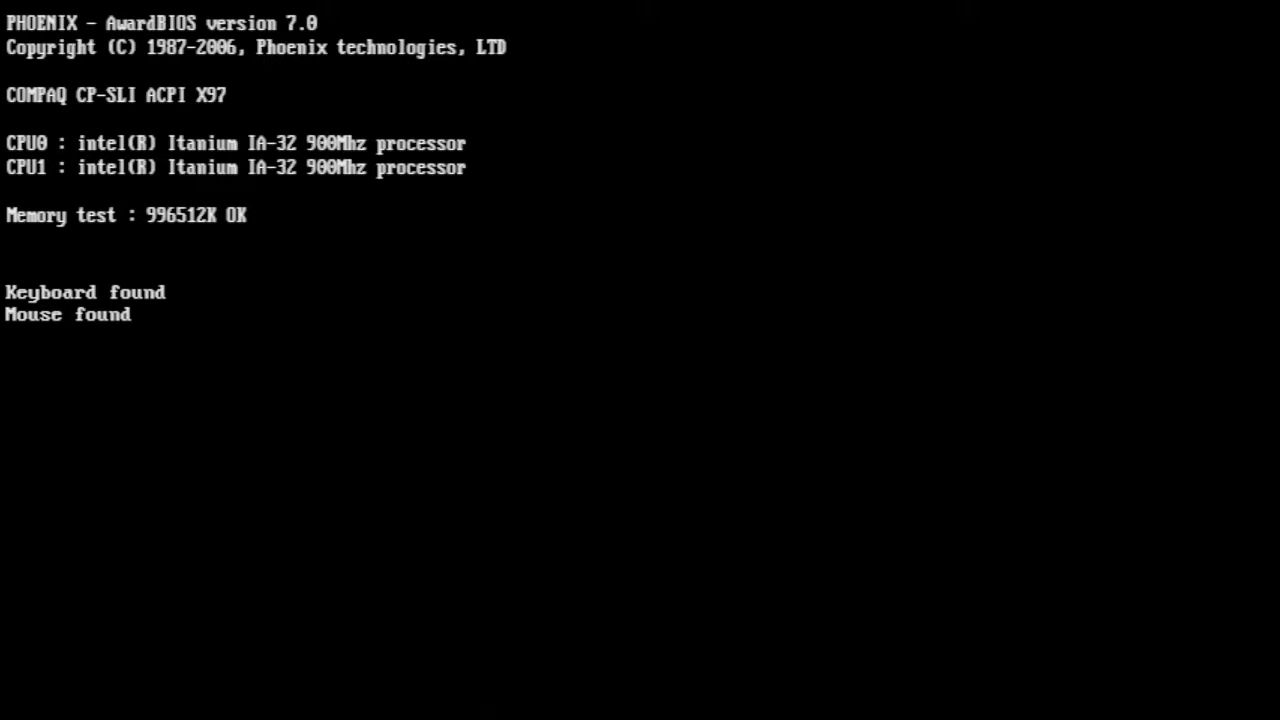 PHOENIX - AwardBIOS version 7.0
Copyright (C) 1987-2006, Phoenix technologies, LTD
COMPAQ CP-SLI ACPI X97
CPU0 : intel(R) Itanium IA-32 900Mhz processor
CPU1 : intel(R) Itanium IA-32 900Mhz processor
Memory test : 996512K OK
Keyboard found
Mouse found